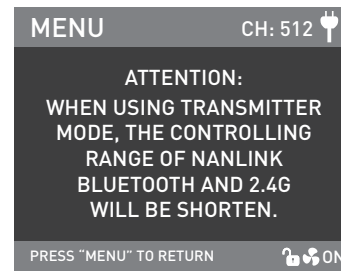 MENU
CH: 512
ATTENTION:
WHEN USING TRANSMITTER
MODE, THE CONTROLLING
RANGE OF NANLINK
BLUETOOTH AND 2.4G
WILL BE SHORTEN.
PRESS “MENU” TO RETURN
ON